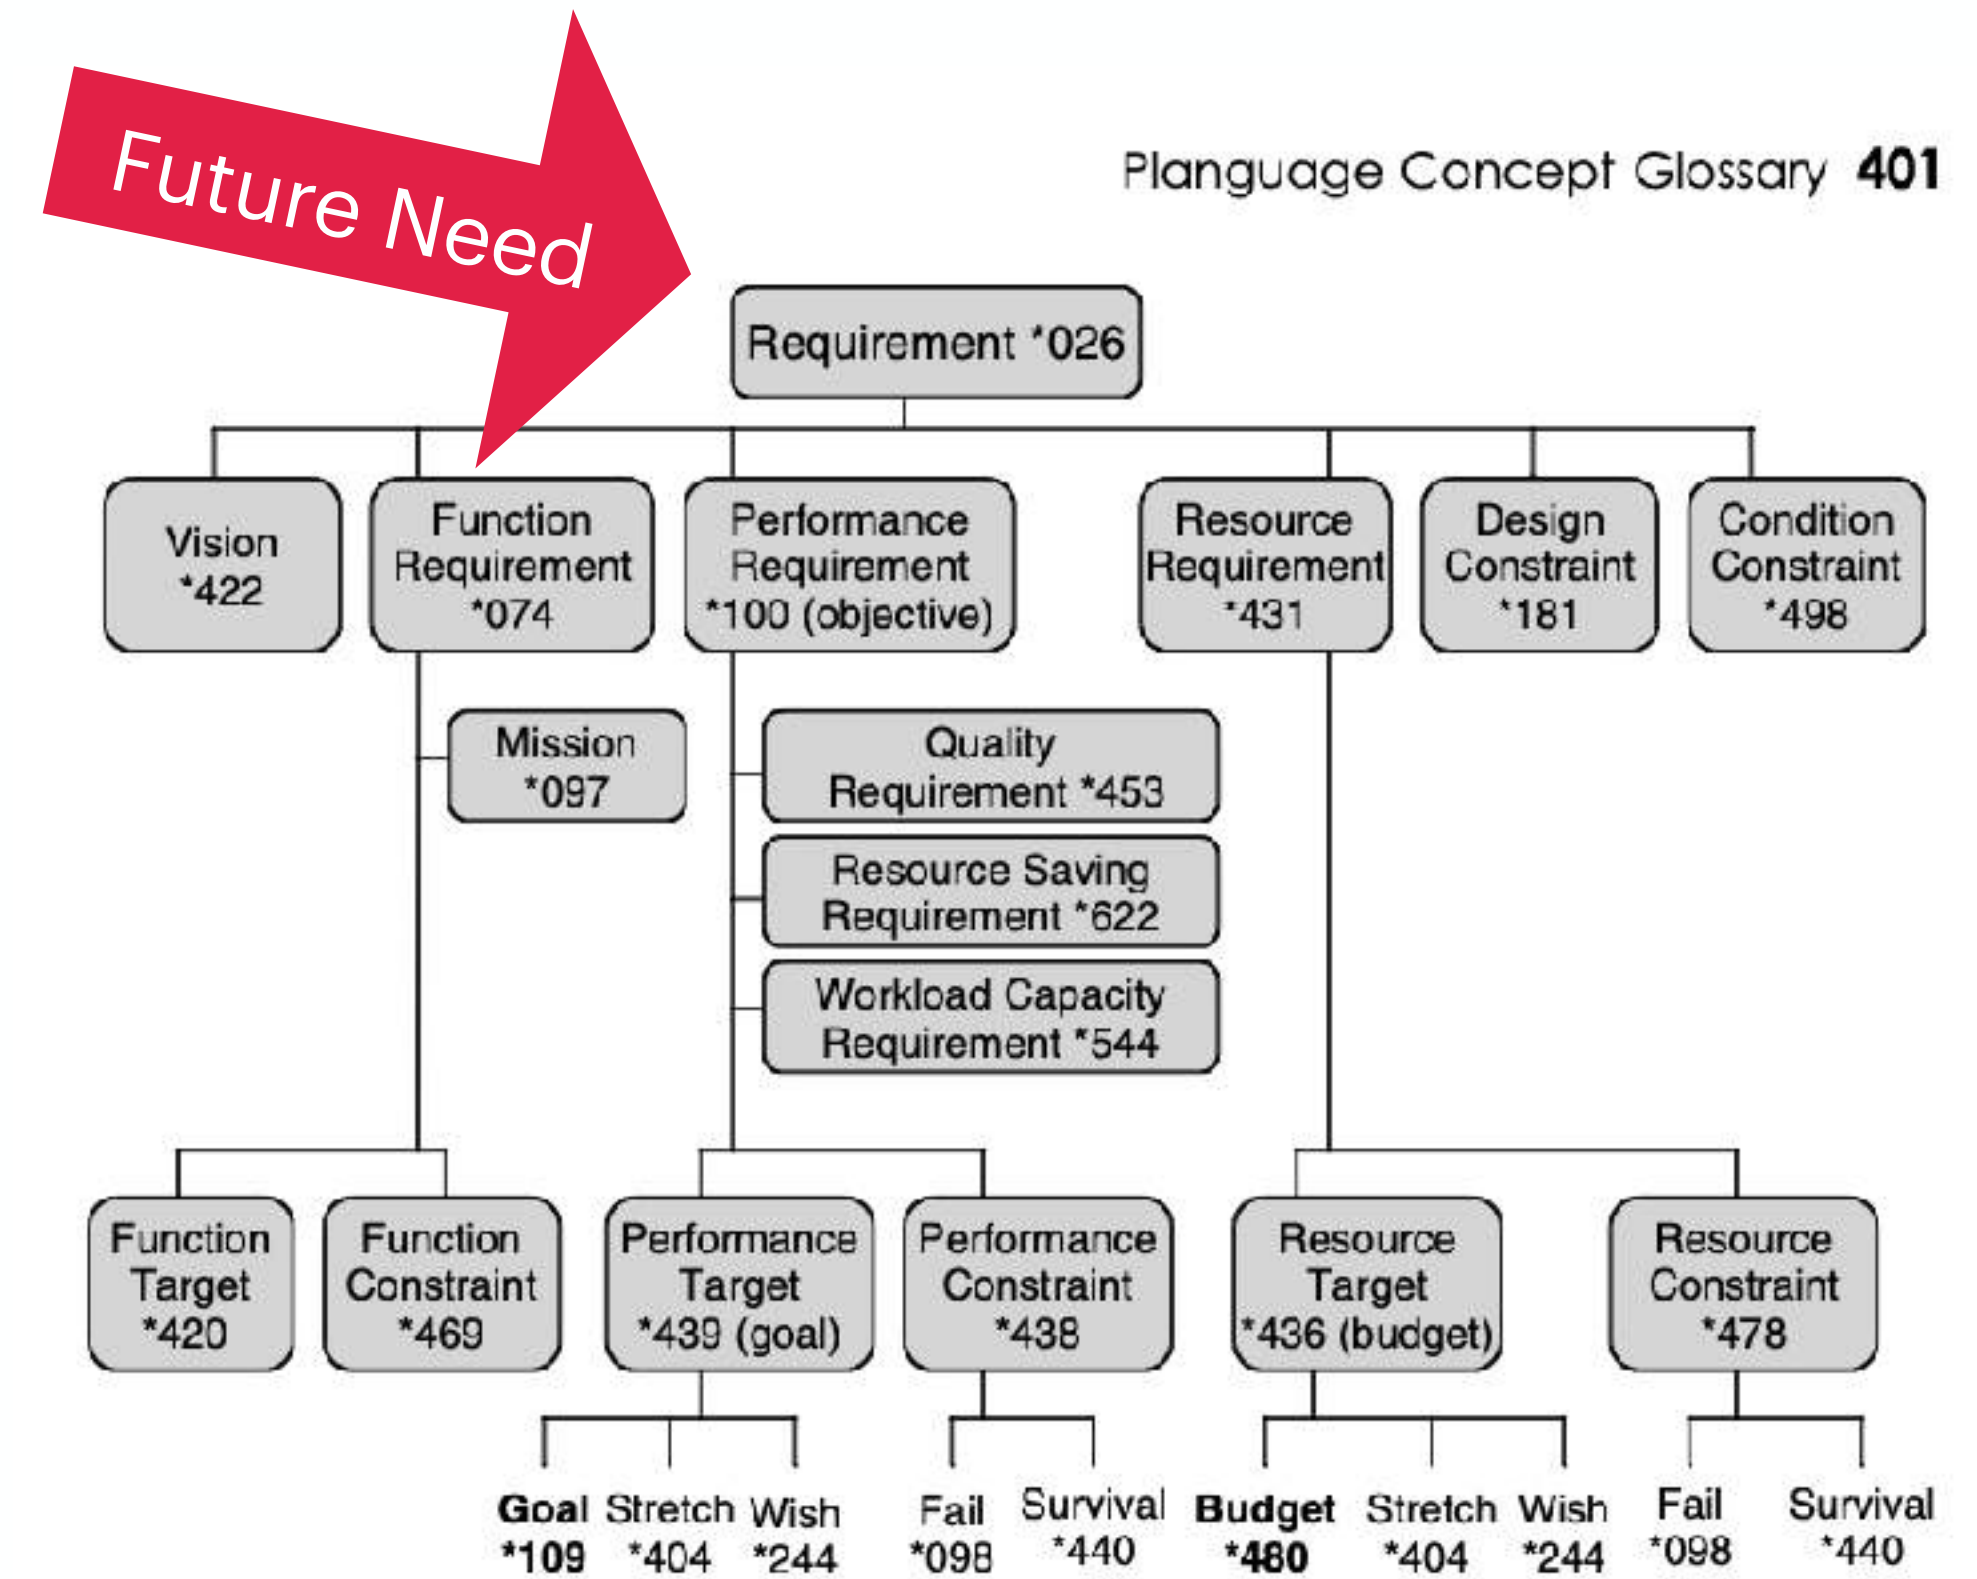 Future Need
Planguage Concept Glossary 401
Requirement *026
Vision
*422
Function
Requirement
*074
Performance
Requirement
*100 (objective)
Resource
Requirement
*431
Design
Constraint
*181
Condition
Constraint
*498
Mission
*097
Quality
Requirement *453
Resource Saving
Requirement *622
Workload Capacity
Requirement *544
Function
Target
*420
Function
Constraint
*469
Performance
Target
*439 (goal)
Performance
Constraint
*438
Resource
Target
*436 (budget)
Resource
Constraint
*478
Goal
*109
Stretch
*404
Wish
*244
Fail
*098
Survival
*440
Budget
*480
Stretch
*404
Wish
*244
Fail
*098
Survival
*440